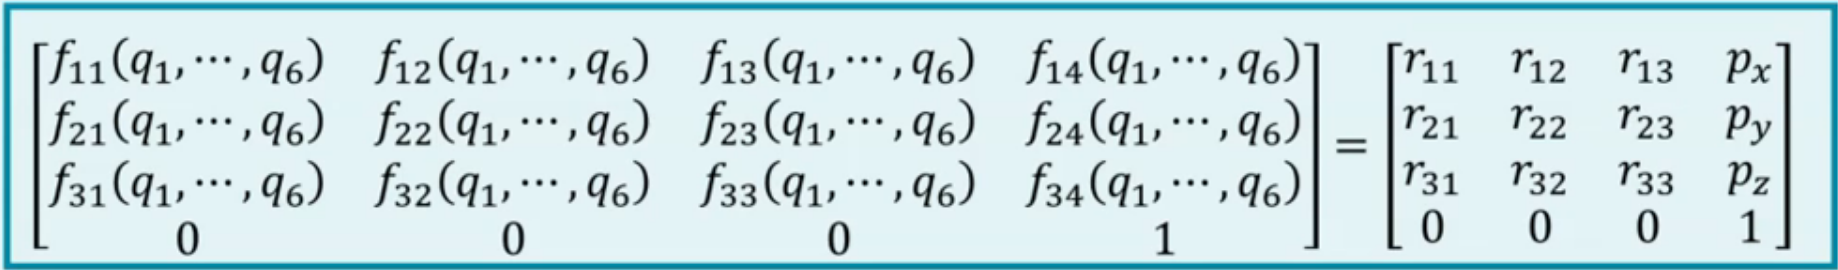 [f₁₁(q₁, ⋯, q₆) f₁₂(q₁, ⋯, q₆) f₁₃(q₁, ⋯, q₆) f₁₄(q₁, ⋯, q₆)] [r₁₁ r₁₂ r₁₃ pₓ]
[f₂₁(q₁, ⋯, q₆) f₂₂(q₁, ⋯, q₆) f₂₃(q₁, ⋯, q₆) f₂₄(q₁, ⋯, q₆)] = [r₂₁ r₂₂ r₂₃ p_y]
[f₃₁(q₁, ⋯, q₆) f₃₂(q₁, ⋯, q₆) f₃₃(q₁, ⋯, q₆) f₃₄(q₁, ⋯, q₆)] [r₃₁ r₃₂ r₃₃ p_z]
[0 0 0 1] [0 0 0 1]